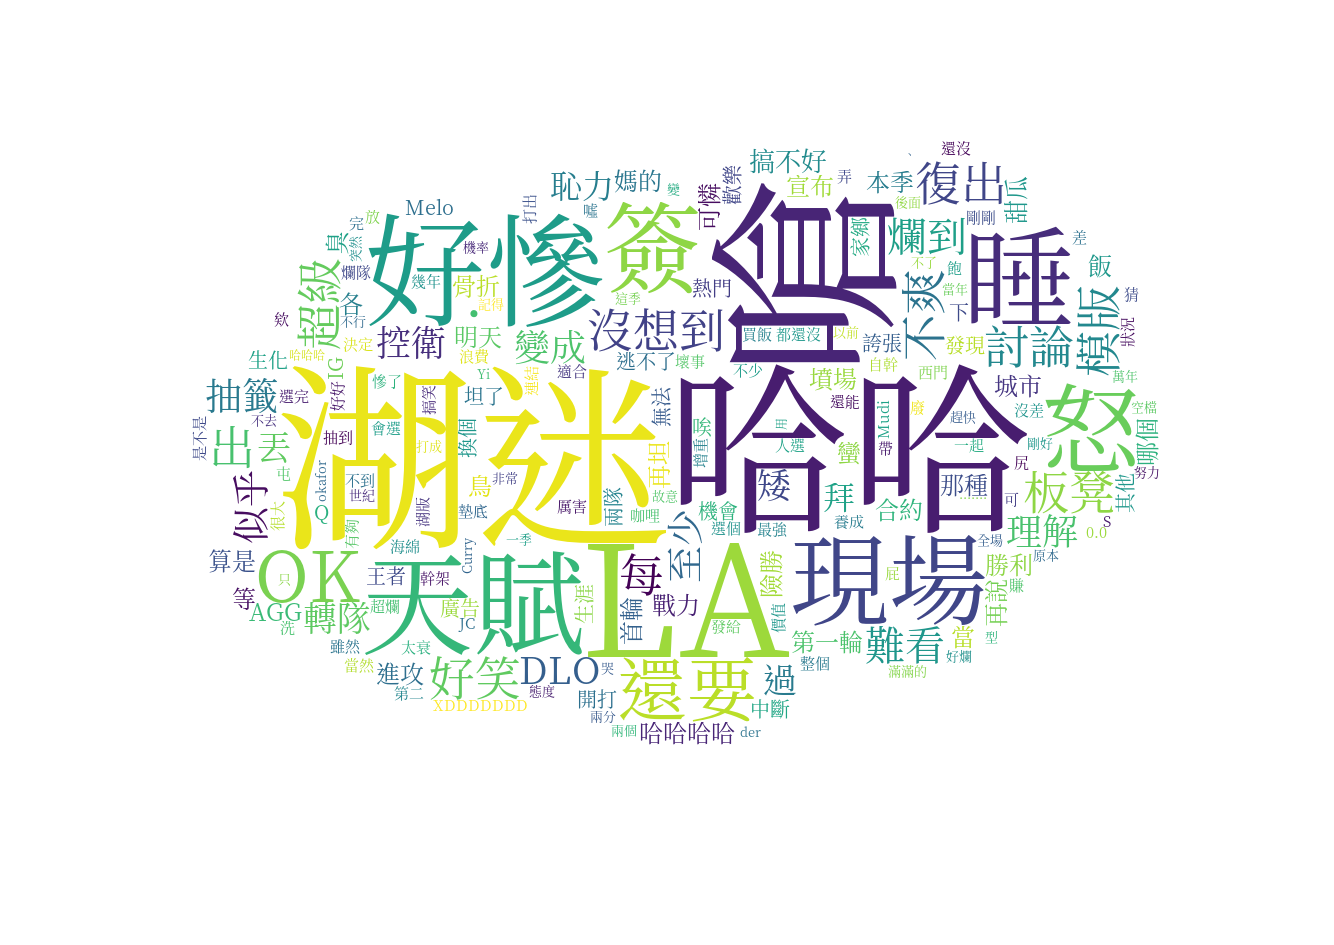 還沒
、
搞不好
復出
宣布
弄
本季
歡樂
可憐
恥力
媽的
變
後面
甜瓜
Melo
打出
噓
好慘
簽
會
家鄉
爛到
剛剛
睡
差
放
完
突然
臭
機率
爛隊
幾年
骨折
記得
這季
熱門
不了
飽
當年
飯
超級
各
不行
欸
.
沒想到
買飯 都還沒
以前
誇張
不爽
下
模版
猜
狀況
控衛
明天
變成
逃不了
壞事
發現
討論
決定
哈哈哈
生化
IG
浪費
Yi
適合
連結
不少
自幹
西門
萬年
抽籤
選完
好好
慘了
搞笑
坦了
湖迷
哈哈
無法
墳場
還能
Mudi
廢
城市
沒差
怒
空檔
不去
會選
換個
唉
用
帶
趕快
是不是
出
丟
抽到
打成
增重
人選
蠻
一起
剛好
哪個
屯
Okafor
不到
世紀
非常
再坦
鳥
矮
那種
尻
努力
似乎
很大
Q
湖版
墊底
厲害
兩隊
故意
機會
拜
合約
.......
可
板凳
其他
有夠
海綿
Curry
一季
咖哩
選個
最強
養成
理解
S
0.0
算是
OK
只
王者
幹架
天賦
LA
每
至少
現場
全場
原本
等
AGG
轉隊
超爛
廣告
生涯
首輪
戰力
險勝
屁
勝利
賺
洗
JC
發給
價值
再說
雖然
太衰
第一輪
難看
當
型
當然
進攻
好笑
DLO
哭
還要
過
整個
好爛
第二
態度
開打
滿滿的
XDDDDDDD
兩分
中斷
兩個
哈哈哈哈
der